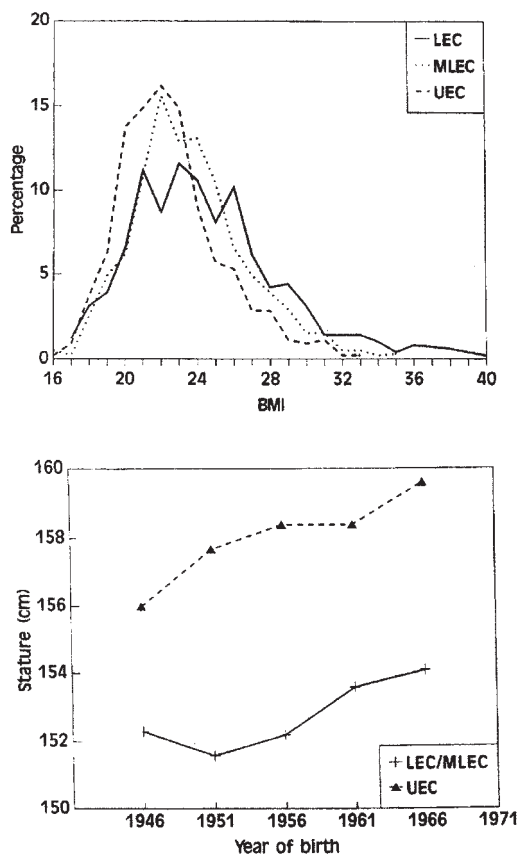 20
15
10
5
0
Percentage
LEC
MLEC
UEC
16 20 24 28 32 36 40
BMI
160
158
156
154
152
150
Stature (cm)
LEC/MLEC
UEC
1946 1951 1956 1961 1966 1971
Year of birth